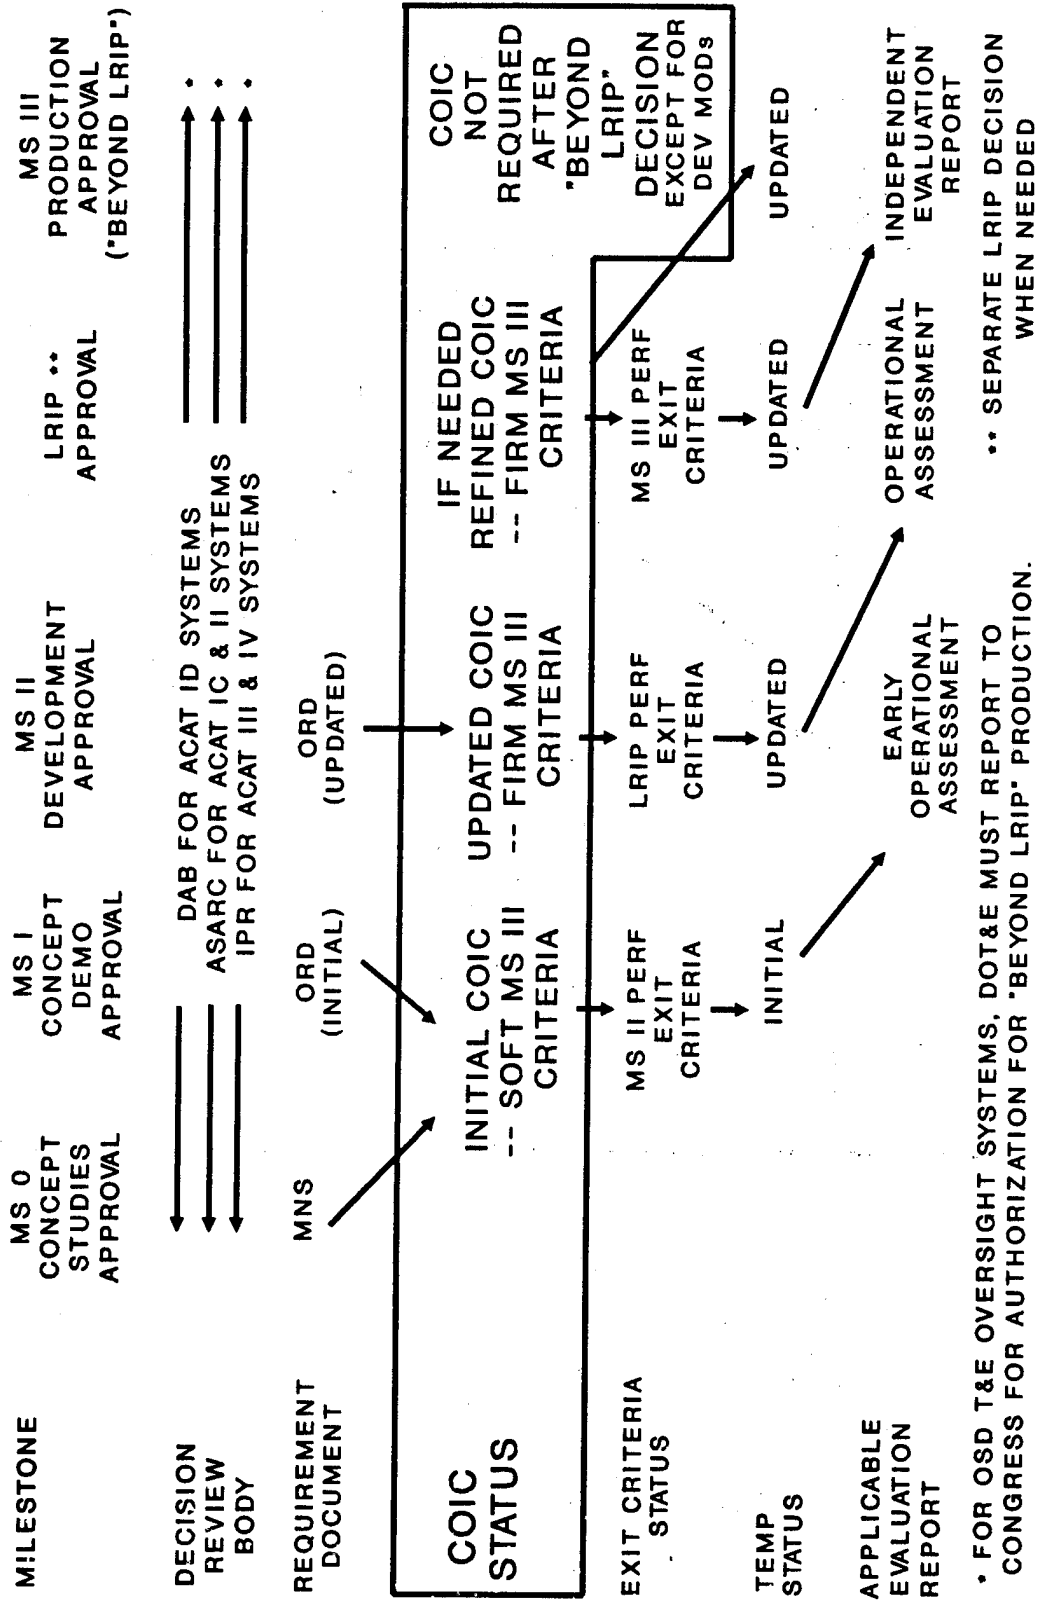 MILESTONE
MS 0
CONCEPT
STUDIES
APPROVAL
MS I
CONCEPT
DEMO
APPROVAL
MS II
DEVELOPMENT
APPROVAL
LRIP **
APPROVAL
MS III
PRODUCTION
APPROVAL
("BEYOND LRIP")
DECISION
REVIEW
BODY
DAB FOR ACAT ID SYSTEMS
ASARC FOR ACAT IC & II SYSTEMS
IPR FOR ACAT III & IV SYSTEMS
*
*
*
REQUIREMENT
DOCUMENT
MNS
ORD
(INITIAL)
ORD
(UPDATED)
COIC
STATUS
INITIAL COIC
-- SOFT MS III
CRITERIA
UPDATED COIC
-- FIRM MS III
CRITERIA
IF NEEDED
REFINED COIC
-- FIRM MS III
CRITERIA
COIC
NOT
REQUIRED
AFTER
"BEYOND
LRIP"
DECISION
EXCEPT FOR
DEV MODs
EXIT CRITERIA
STATUS
MS II PERF
EXIT
CRITERIA
LRIP PERF
EXIT
CRITERIA
MS III PERF
EXIT
CRITERIA
TEMP
STATUS
INITIAL
UPDATED
UPDATED
UPDATED
APPLICABLE
EVALUATION
REPORT
EARLY
OPERATIONAL
ASSESSMENT
OPERATIONAL
ASSESSMENT
INDEPENDENT
EVALUATION
REPORT
* FOR OSD T&E OVERSIGHT SYSTEMS, DOT&E MUST REPORT TO
CONGRESS FOR AUTHORIZATION FOR "BEYOND LRIP" PRODUCTION.
** SEPARATE LRIP DECISION
WHEN NEEDED